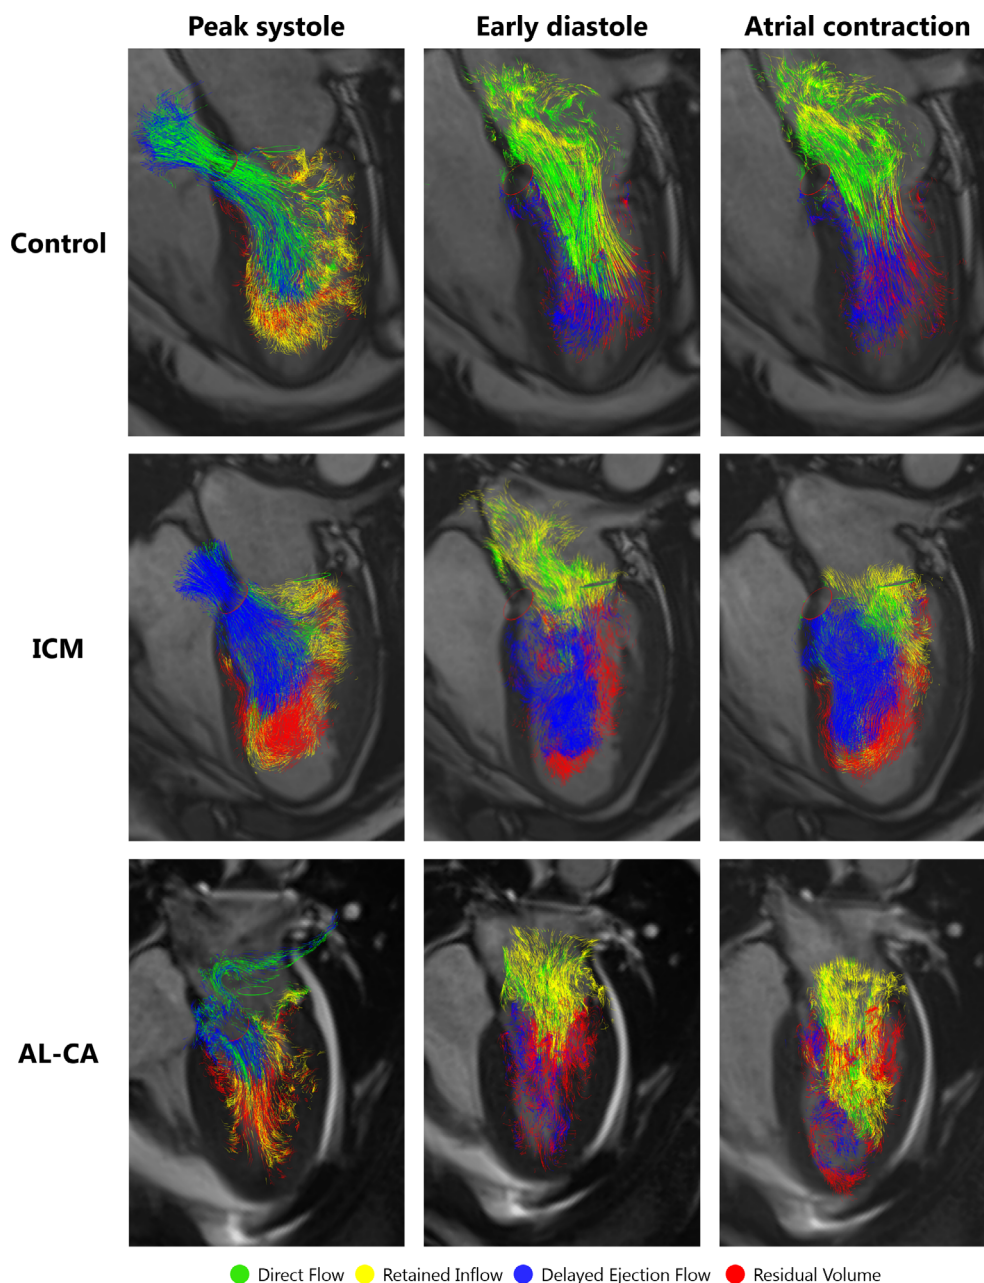 Peak systole Early diastole Atrial contraction
Control
ICM
AL-CA
Direct Flow Retained Inflow Delayed Ejection Flow Residual Volume